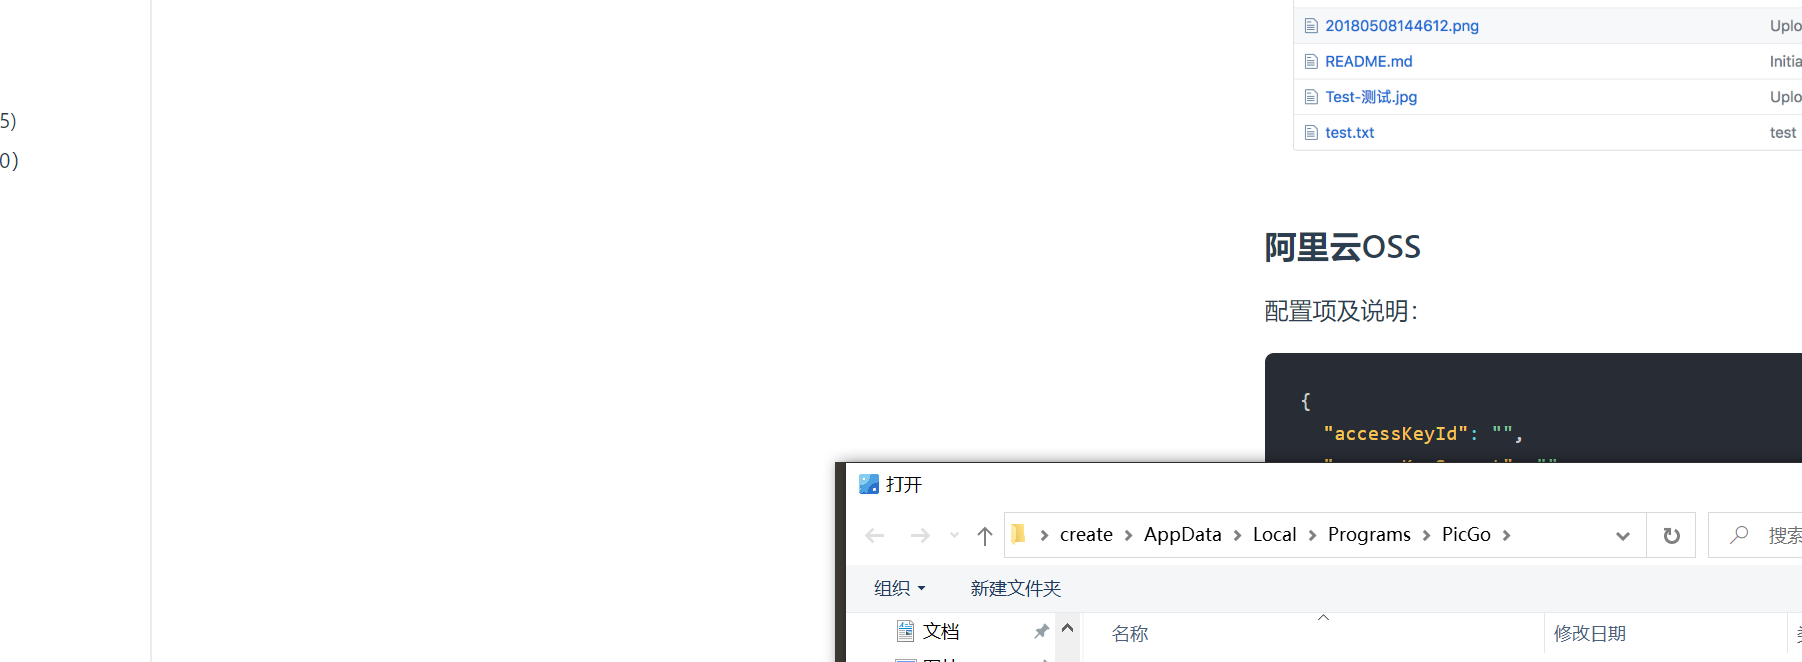 5)
0)
20180508144612.png Uplo
README.md Initia
Test-测试.jpg Uplo
test.txt test
阿里云OSS
配置项及说明：
{
"accessKeyId": "",
打开
create AppData Local Programs PicGo
搜索
组织 新建文件夹
文档
名称 修改日期